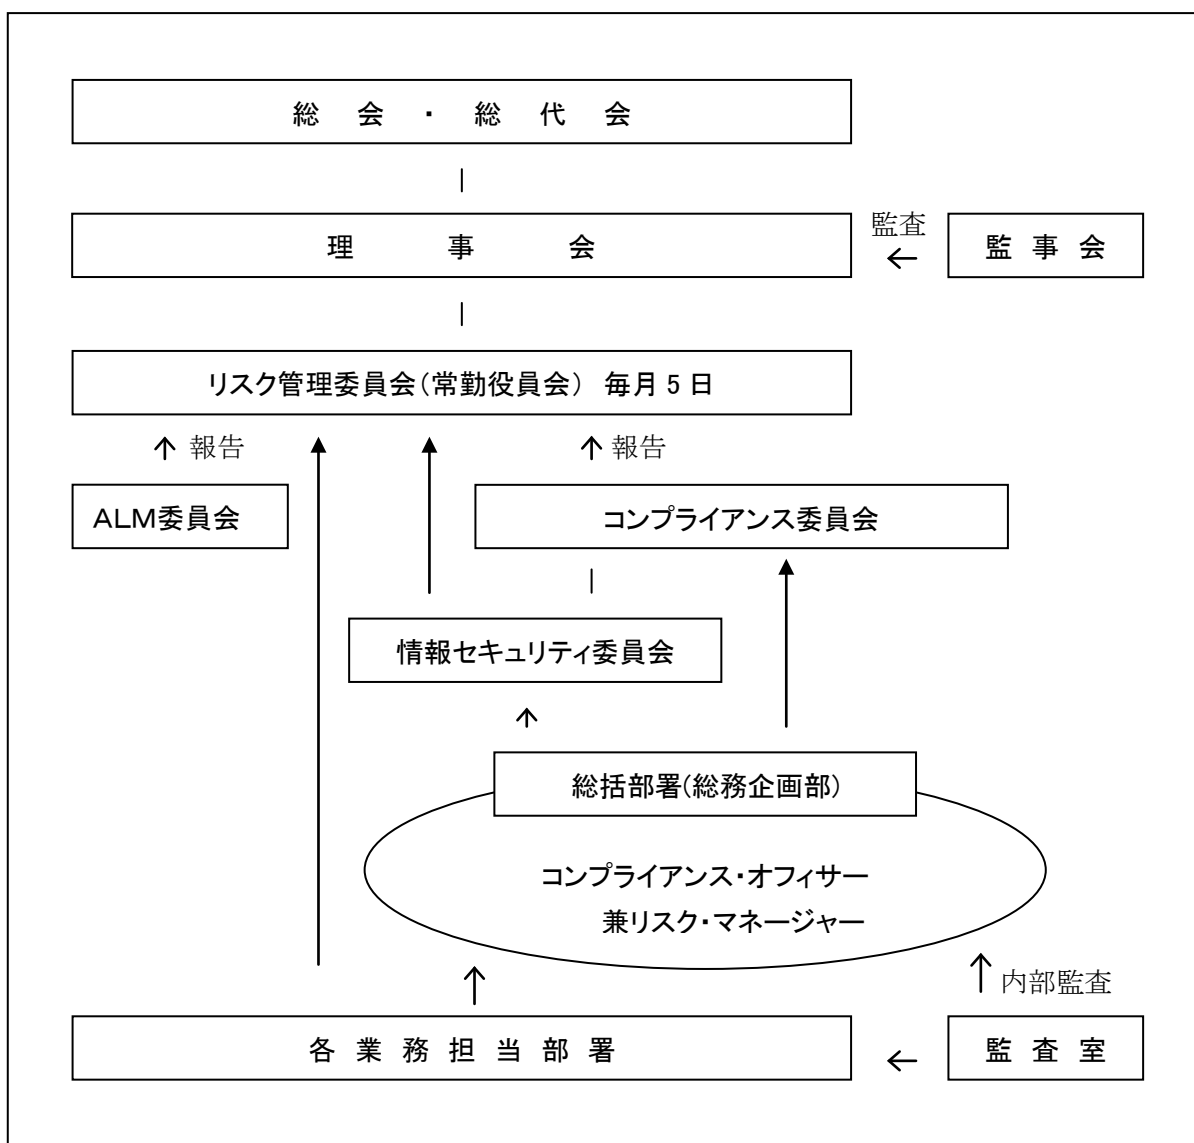 総会・総代会
監査
理事会
監事会
リスク管理委員会(常勤役員会) 毎月5日
報告
報告
ALM委員会
コンプライアンス委員会
情報セキュリティ委員会
総括部署(総務企画部)
コンプライアンス・オフィサー
兼リスク・マネージャー
内部監査
各業務担当部署
監査室